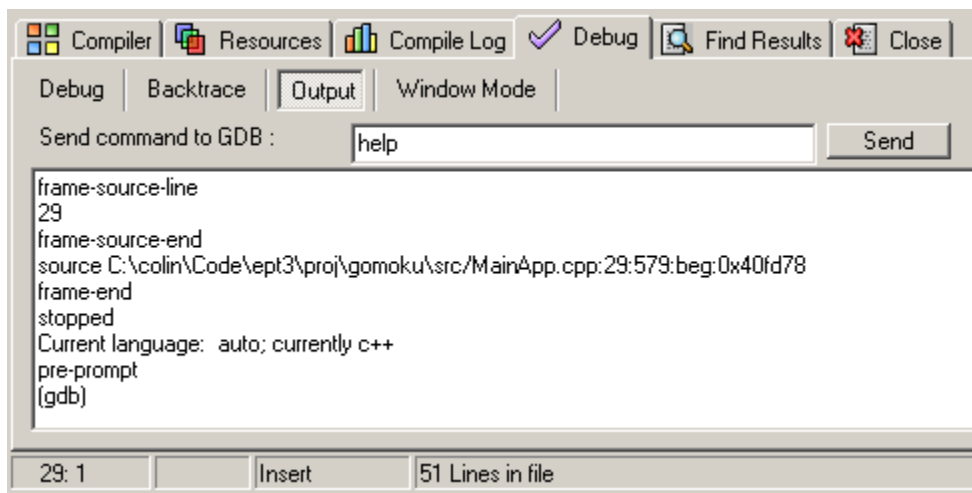 Compiler Resources Compile Log Debug Find Results Close
Debug Backtrace Output Window Mode
Send command to GDB : help Send
frame-source-line
29
frame-source-end
source C:\colin\Code\ept3\proj\gomoku\src/MainApp.cpp:29:579:beg:0x40fd78
frame-end
stopped
Current language:  auto; currently c++
pre-prompt
(gdb)
29: 1 Insert 51 Lines in file